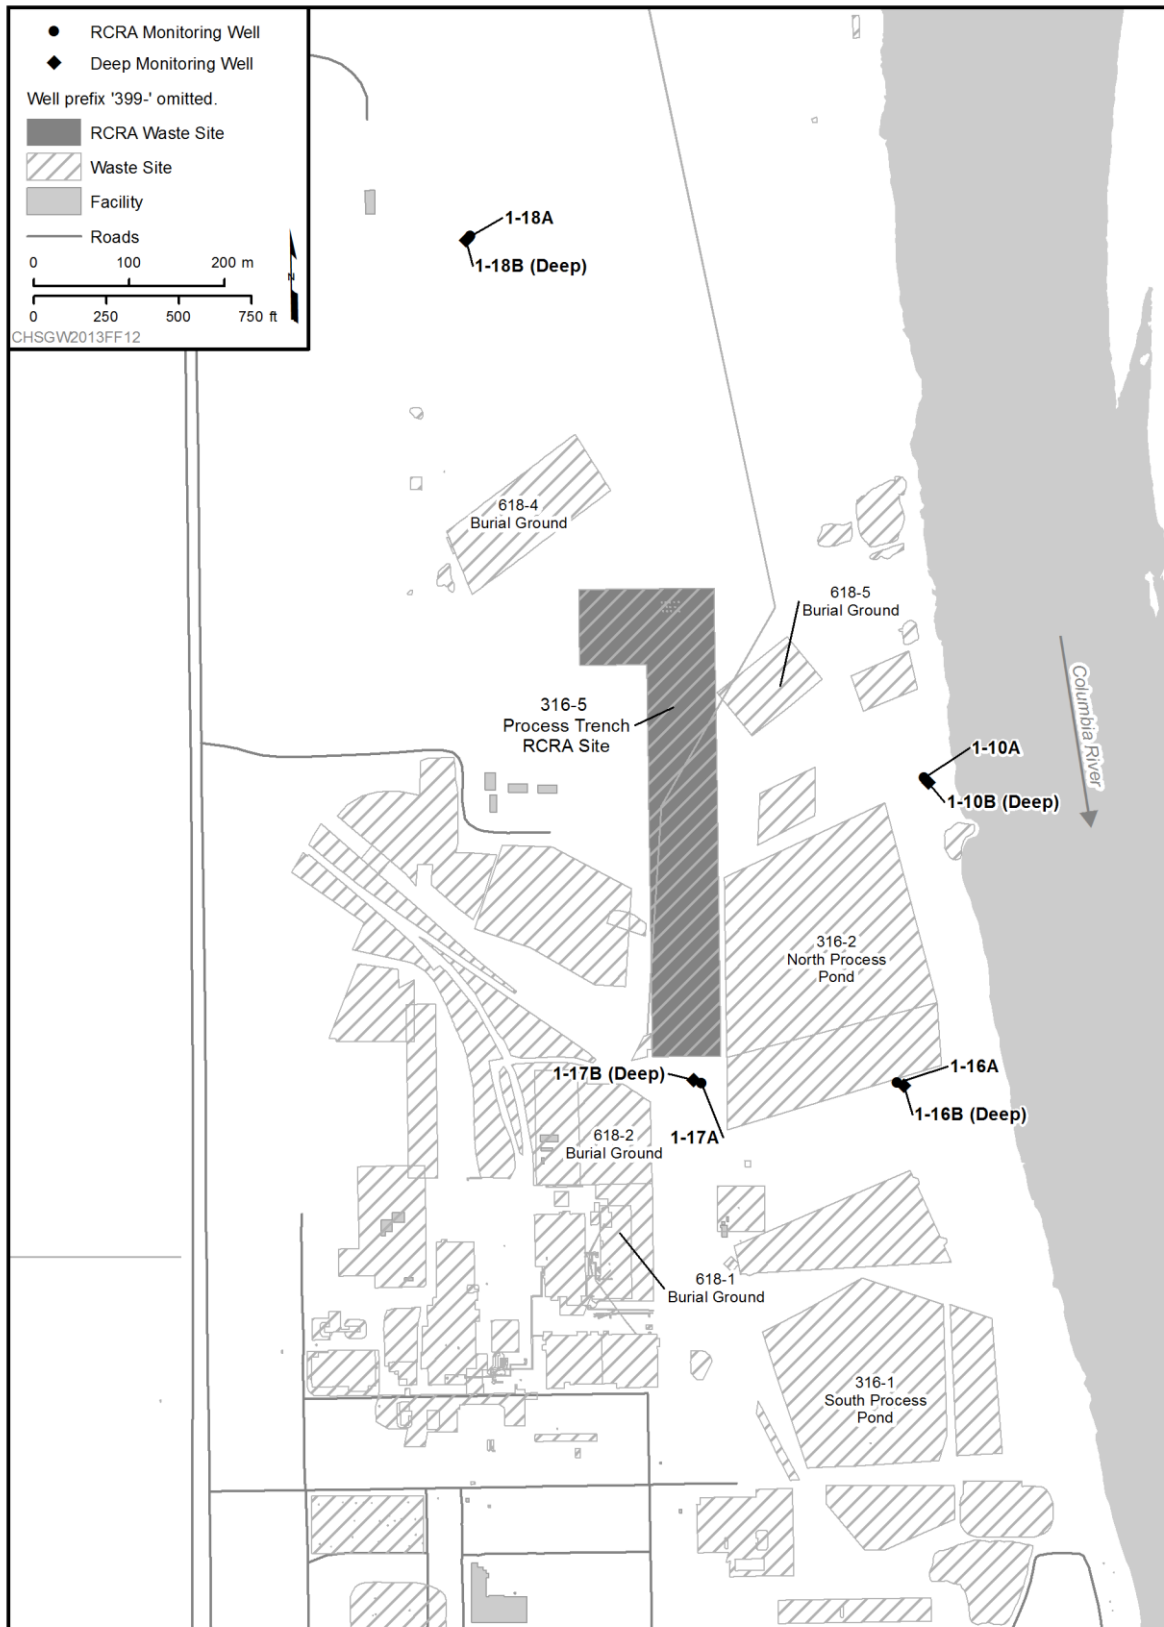 RCRA Monitoring Well
Deep Monitoring Well
Well prefix '399-' omitted.
RCRA Waste Site
Waste Site
Facility
Roads
0 100 200 m
N
0 250 500 750 ft
CHSGW2013FF12
1-18A
1-18B (Deep)
618-4
Burial Ground
618-5
Burial Ground
316-5
Process Trench
RCRA Site
Columbia River
1-10A
1-10B (Deep)
316-2
North Process
Pond
1-17B (Deep)
1-16A
1-16B (Deep)
1-17A
618-2
Burial Ground
618-1
Burial Ground
316-1
South Process
Pond